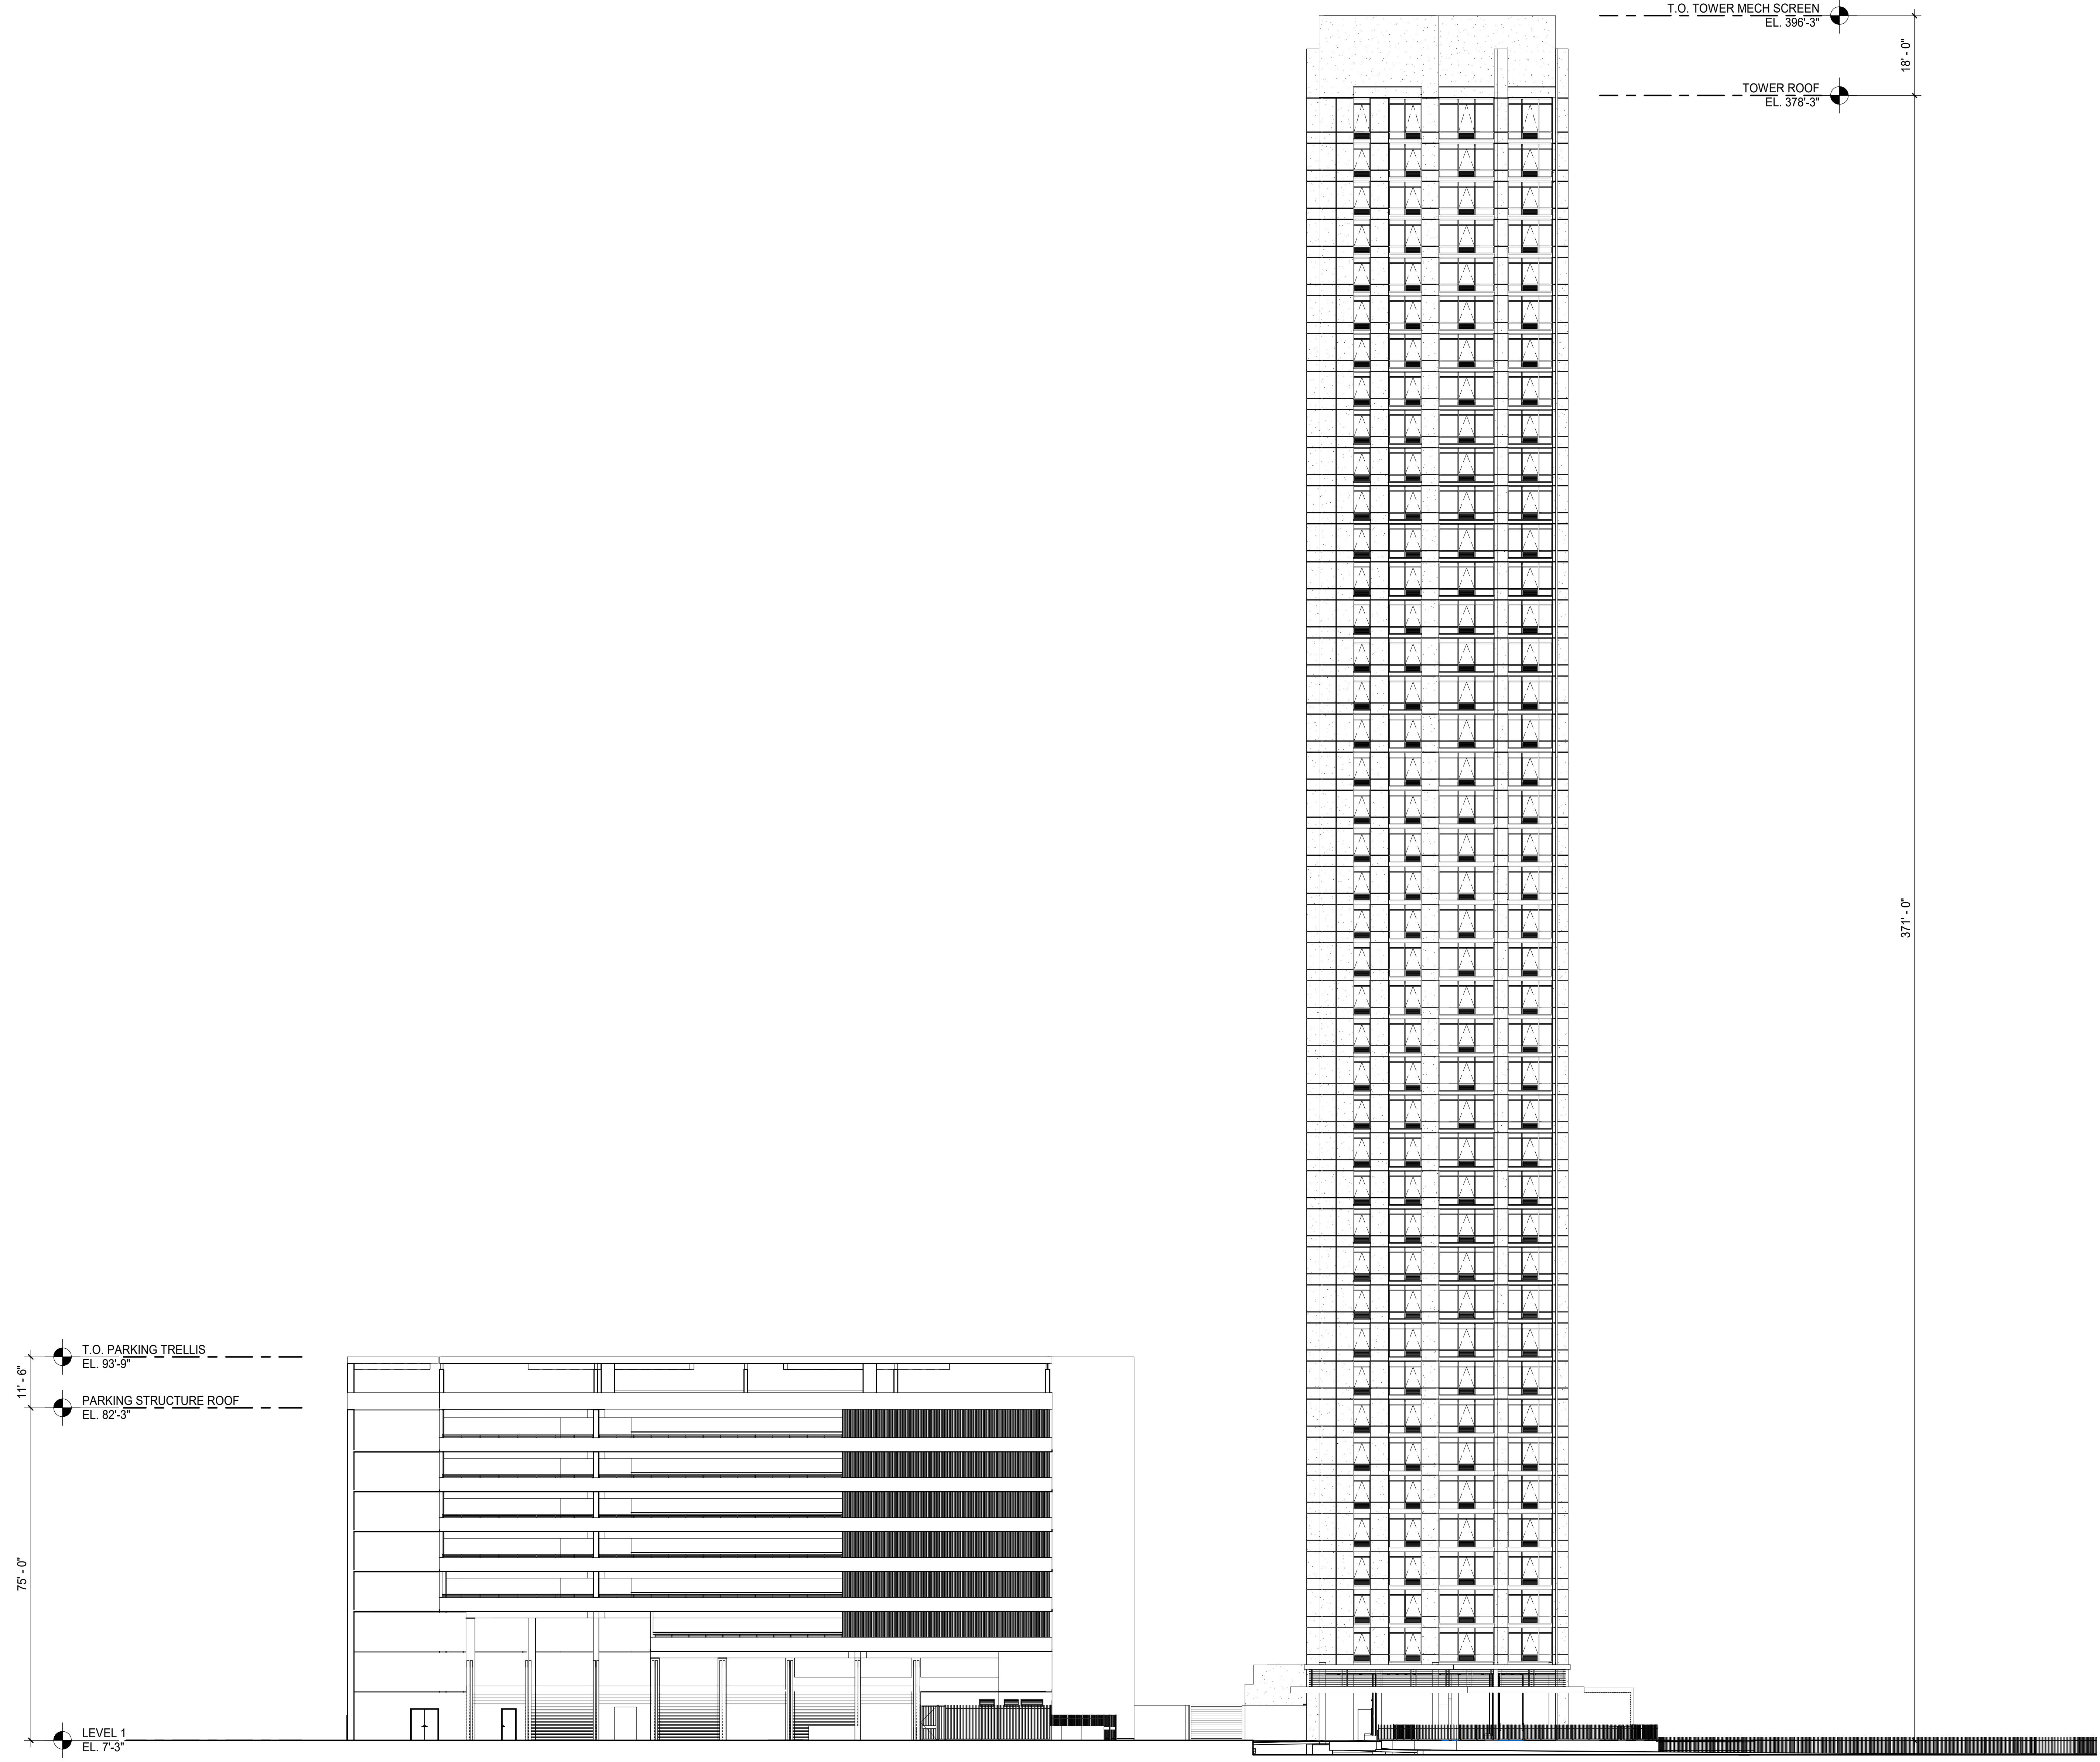 T.O. TOWER MECH SCREEN
EL. 396'-3"
18' - 0"
TOWER ROOF
EL. 378'-3"
371' - 0"
T.O. PARKING TRELLIS
EL. 93'-9"
11' - 6"
PARKING STRUCTURE ROOF
EL. 82'-3"
75' - 0"
LEVEL 1
EL. 7'-3"